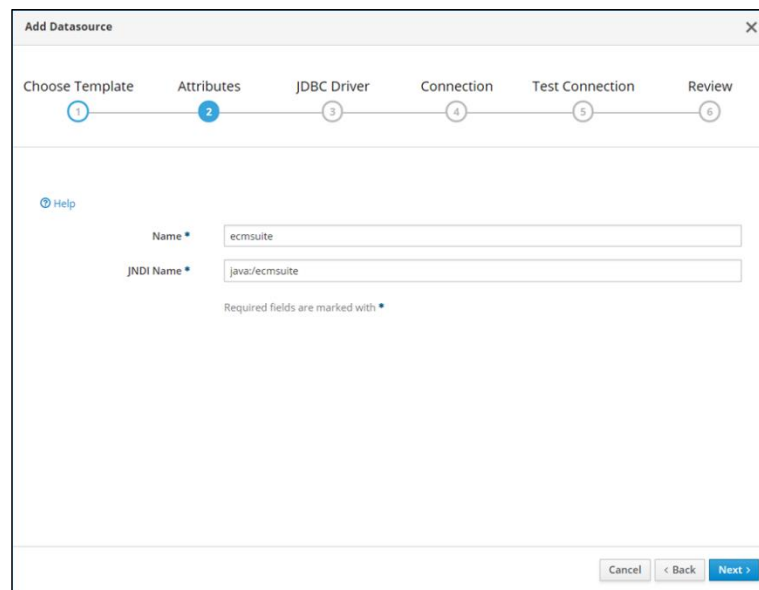 Add Datasource
Choose Template Attributes JDBC Driver Connection Test Connection Review
1 2 3 4 5 6
Help
Name * ecmsuite
JNDI Name * java:/ecmsuite
Required fields are marked with *
Cancel < Back Next >